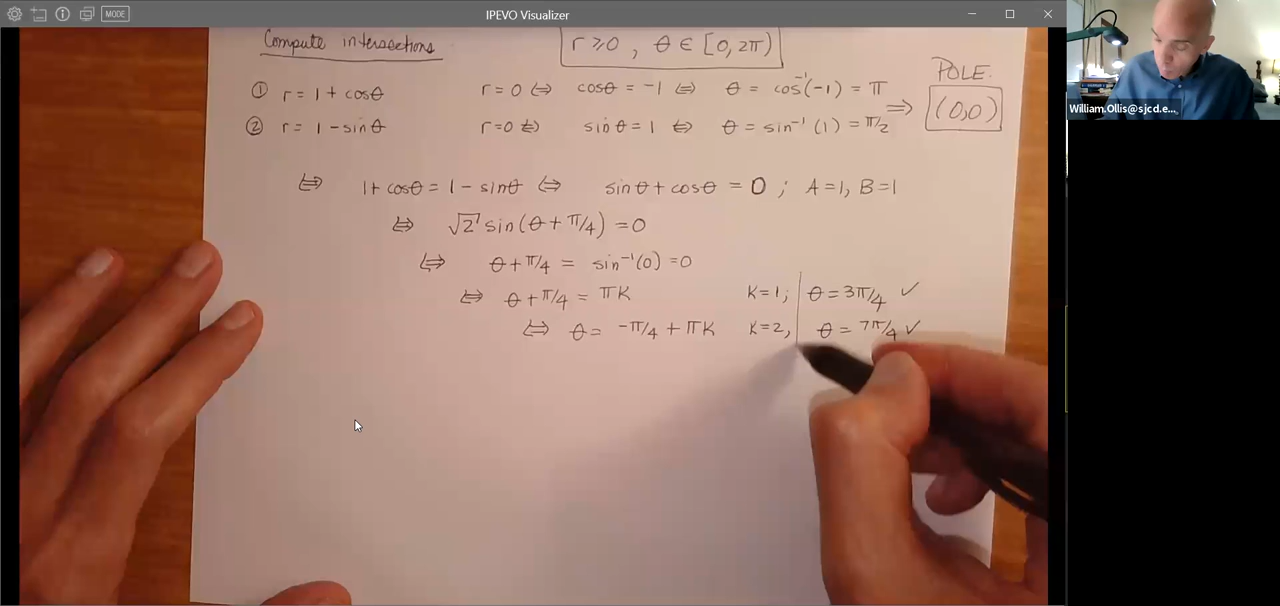 IPEVO Visualizer
MODE
William.Ollis@sjcd.e...
Compute intersections
r ≥ 0 , θ ∈ [0, 2π)
① r = 1 + cosθ r = 0 ⇔ cosθ = -1 ⇔ θ = cos⁻¹(-1) = π
② r = 1 - sinθ r=0 ⇔ sinθ = 1 ⇔ θ = sin⁻¹(1) = π/2
⇒ POLE:
(0,0)
⇔ 1+ cosθ = 1 - sinθ ⇔ sinθ + cosθ = 0 ; A=1, B=1
⇔ √2 sin(θ + π/4) = 0
⇔ θ + π/4 = sin⁻¹(0) = 0
⇔ θ + π/4 = πK K=1; θ = 3π/4 ✓
⇔ θ = -π/4 + πK K=2, θ = 7π/4 ✓